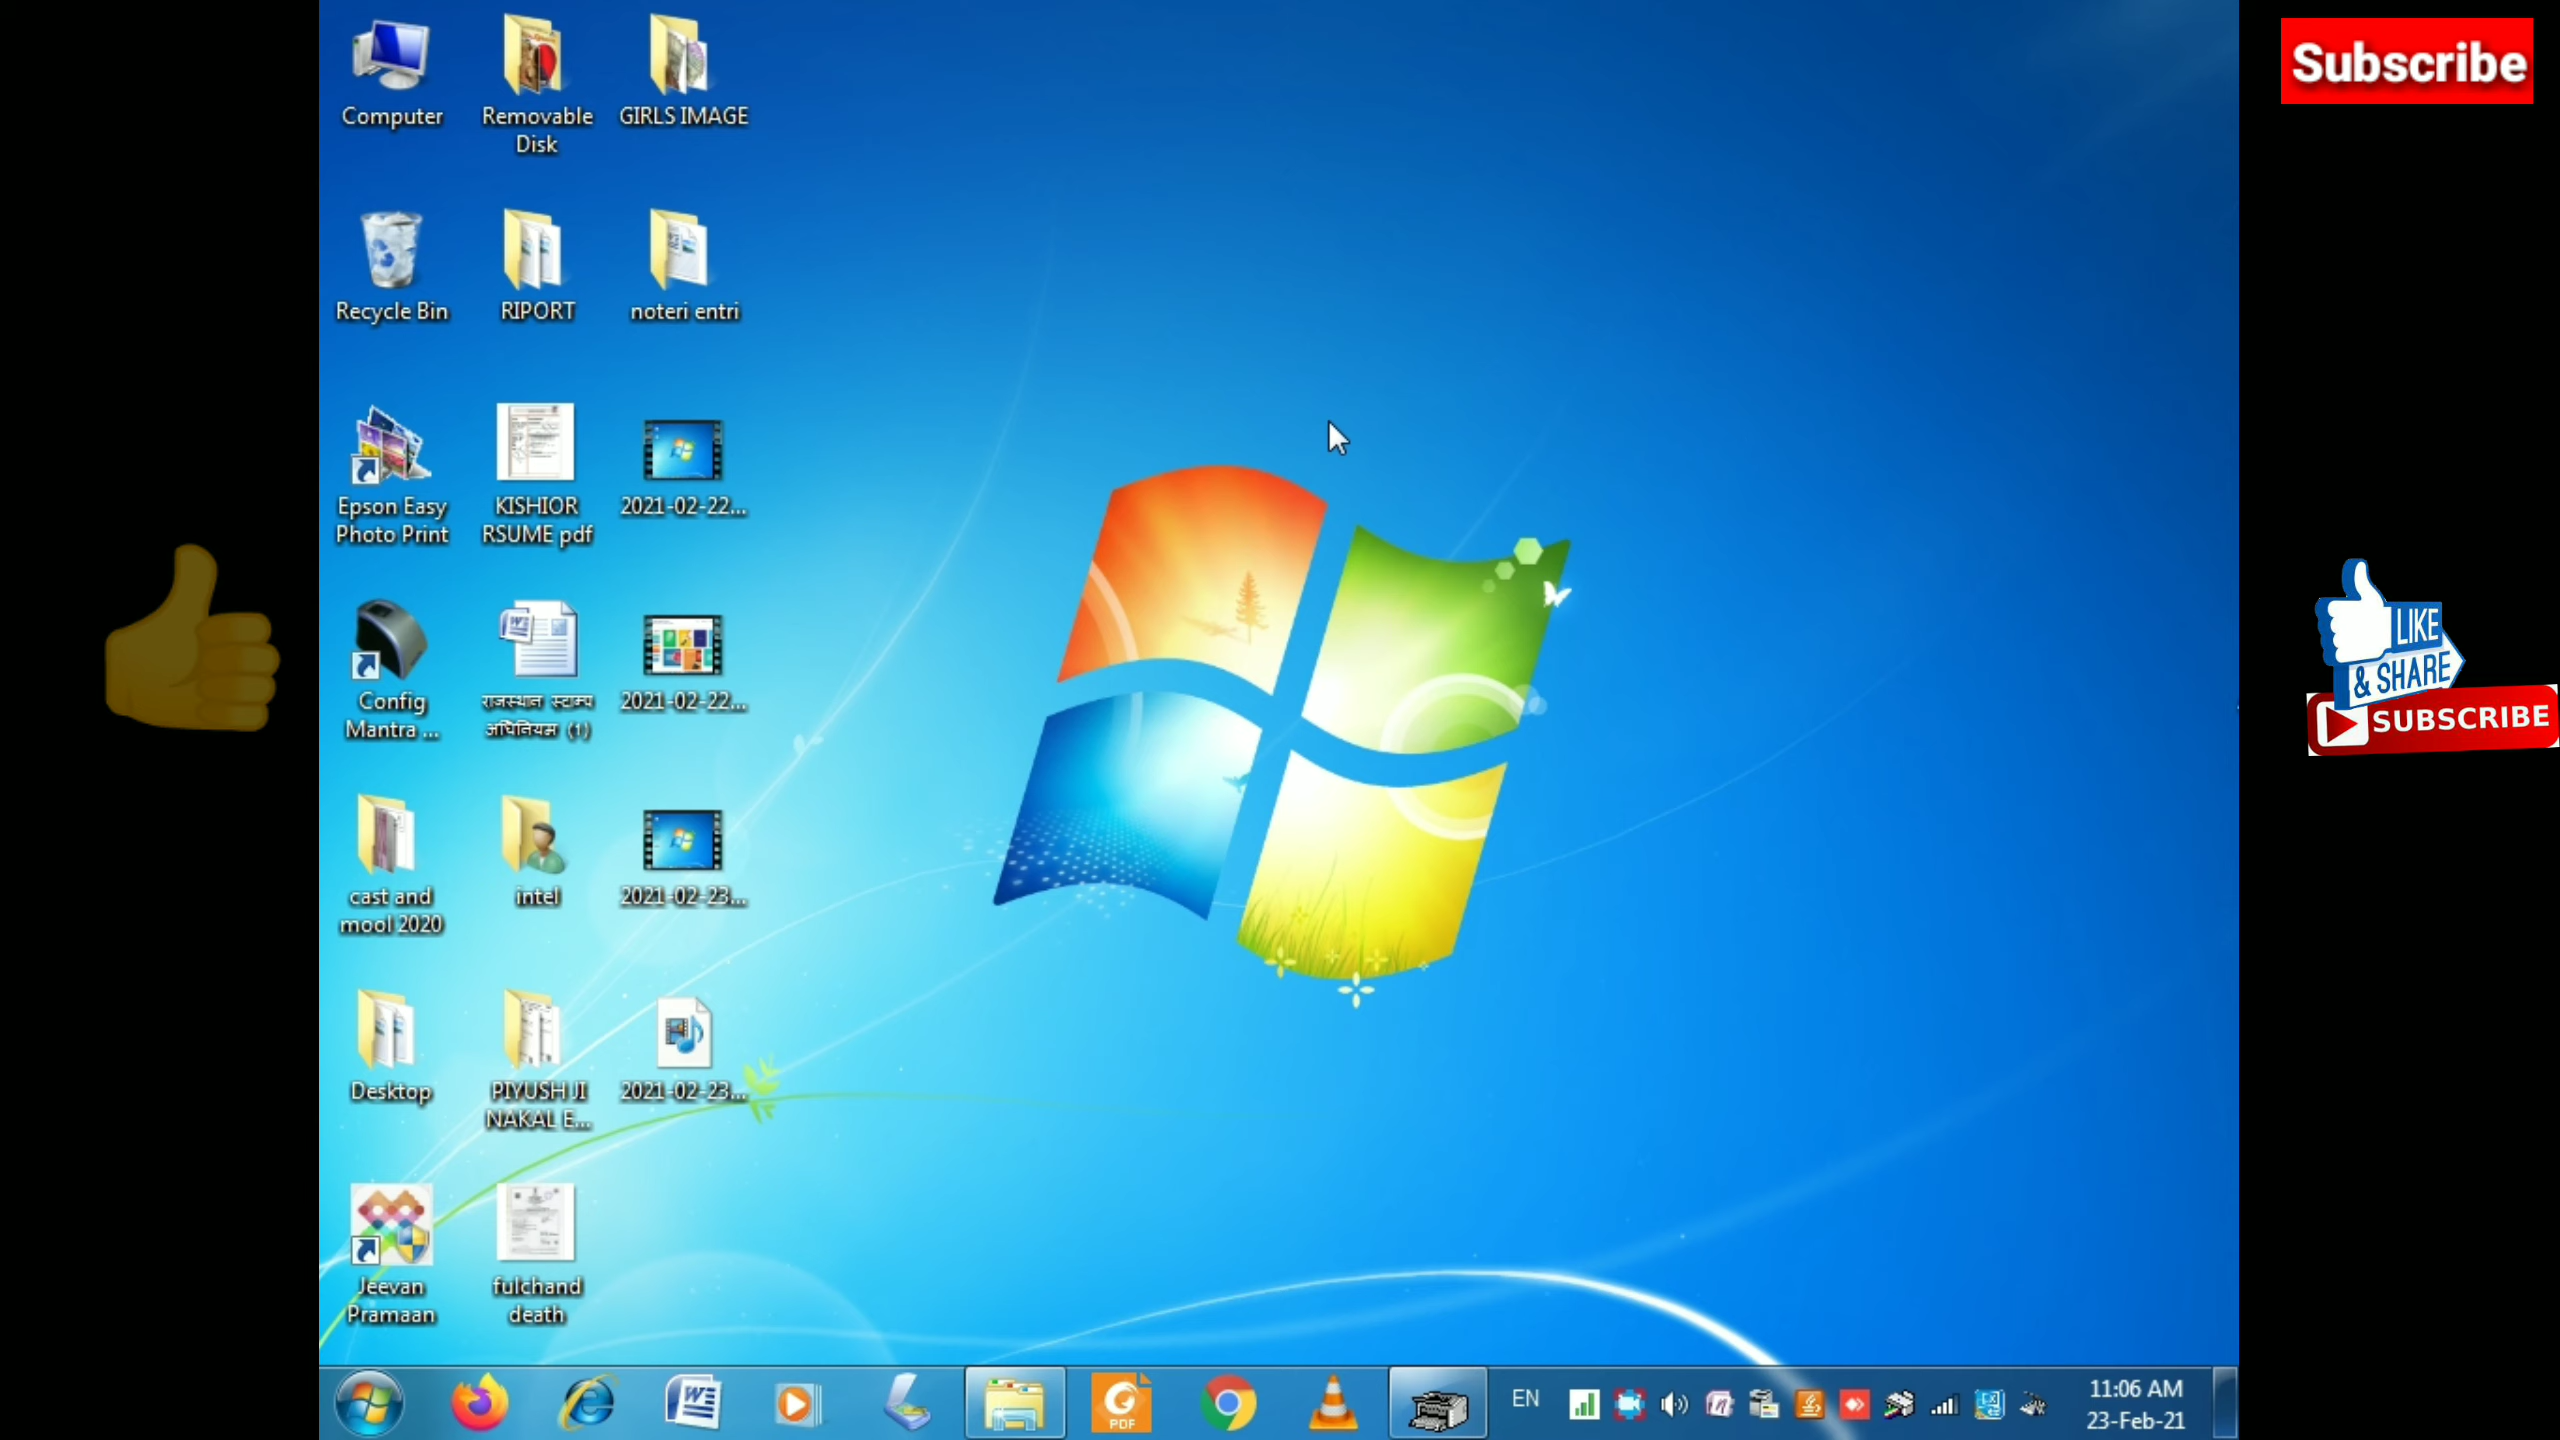 Computer
Removable
Disk
GIRLS IMAGE
Subscribe
Recycle Bin
RIPORT
noteri entri
Epson Easy
Photo Print
KISHIOR
RSUME pdf
2021-02-22...
Config
Mantra ...
राजस्थान स्टाम्प
अधिनियम (1)
2021-02-22...
LIKE
& SHARE
SUBSCRIBE
cast and
mool 2020
intel
2021-02-23...
Desktop
PIYUSH JI
NAKAL E...
2021-02-23...
Jeevan
Pramaan
fulchand
death
PDF
EN
11:06 AM
23-Feb-21